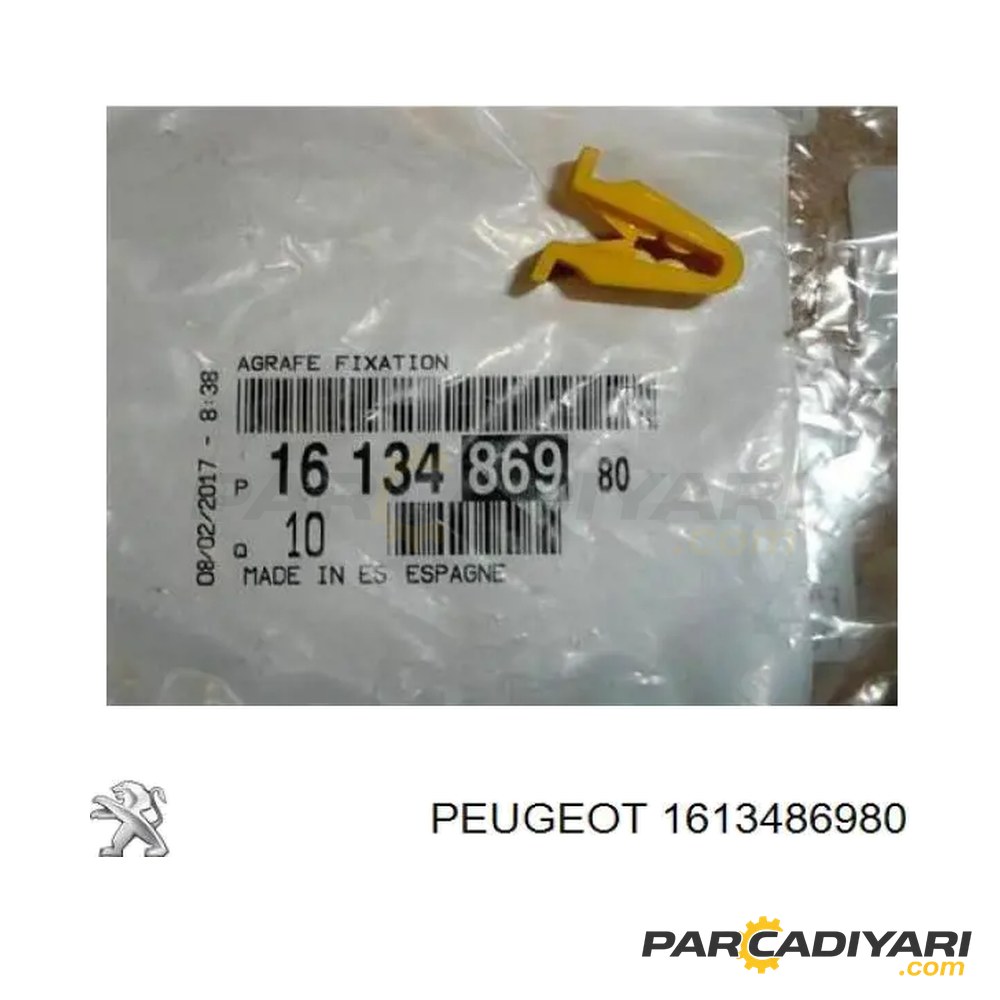 AGRAFE FIXATION
08/02/2017 - 8:38
P 16 134 869 80
Q 10
MADE IN ES ESPAGNE
PARCADIYARI
.com
PEUGEOT 1613486980
PARCADIYARI
.com